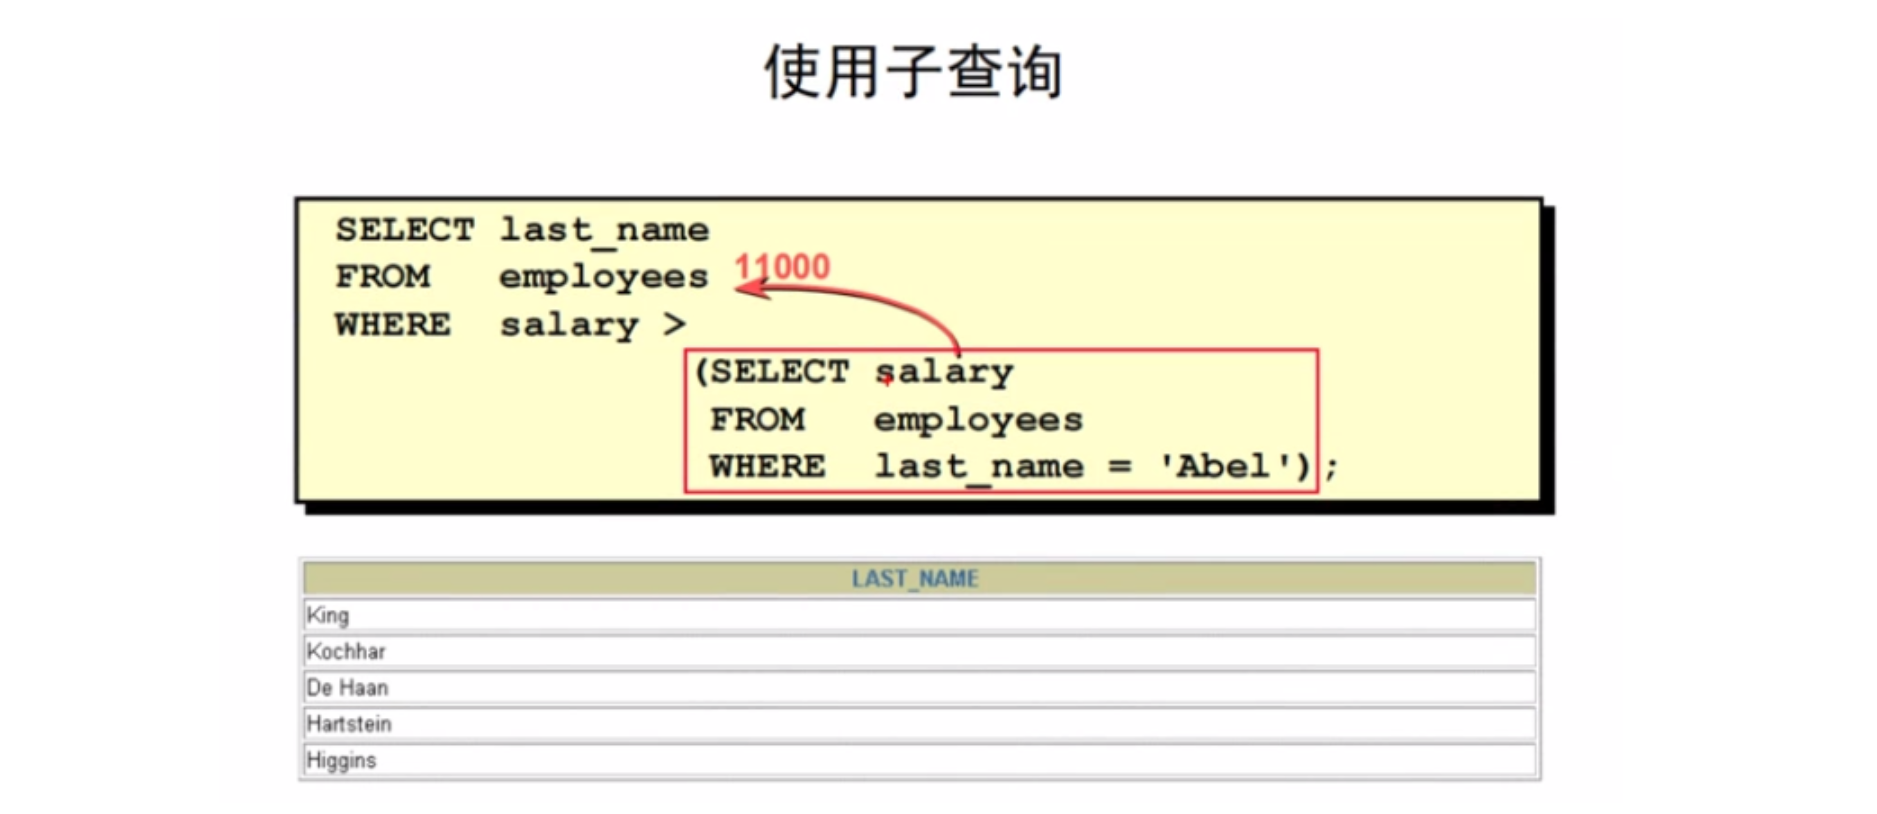 使用子查询
SELECT last_name
FROM employees 11000
WHERE salary >
(SELECT salary
FROM employees
WHERE last_name = 'Abel');
LAST_NAME
King
Kochhar
De Haan
Hartstein
Higgins